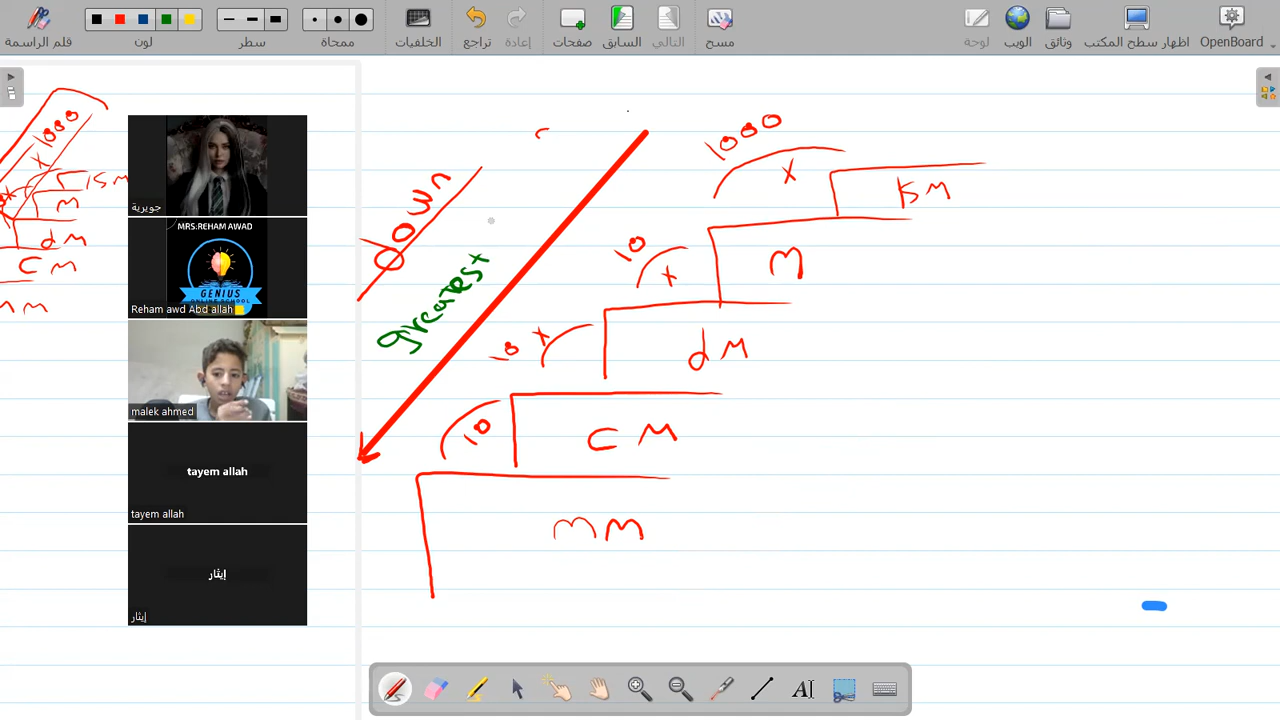 قلم الراسمة
لون
سطر
ممحاة
الخلفيات
تراجع
إعادة
صفحات
السابق
التالي
مسح
لوحة
الويب
وثائق
اظهار سطح المكتب
OpenBoard
1000
x
M
dM
CM
mM
جويرية
MRS.REHAM AWAD
GENIUS
ONLINE SCHOOL
Reham awd Abd allah
malek ahmed
tayem allah
tayem allah
إيثار
إيثار
down
greatest
1000
x
KM
10
x
M
10
x
dM
10
CM
mM
A